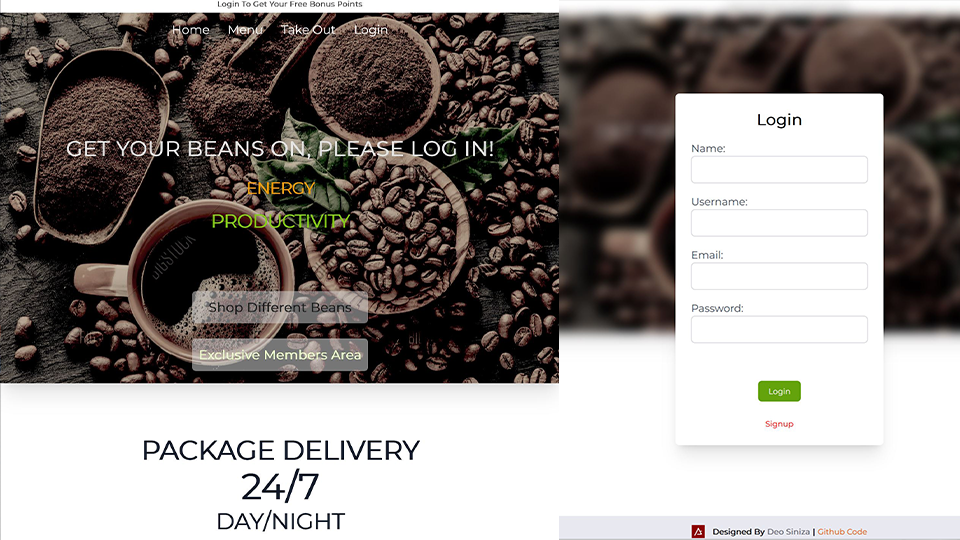 Login To Get Your Free Bonus Points
Home Menu Take Out Login
GET YOUR BEANS ON, PLEASE LOG IN!
ENERGY
PRODUCTIVITY
Shop Different Beans
Exclusive Members Area
PACKAGE DELIVERY
24/7
DAY/NIGHT
Login
Name:
Username:
Email:
Password:
Login
Signup
Designed By Deo Siniza | Github Code